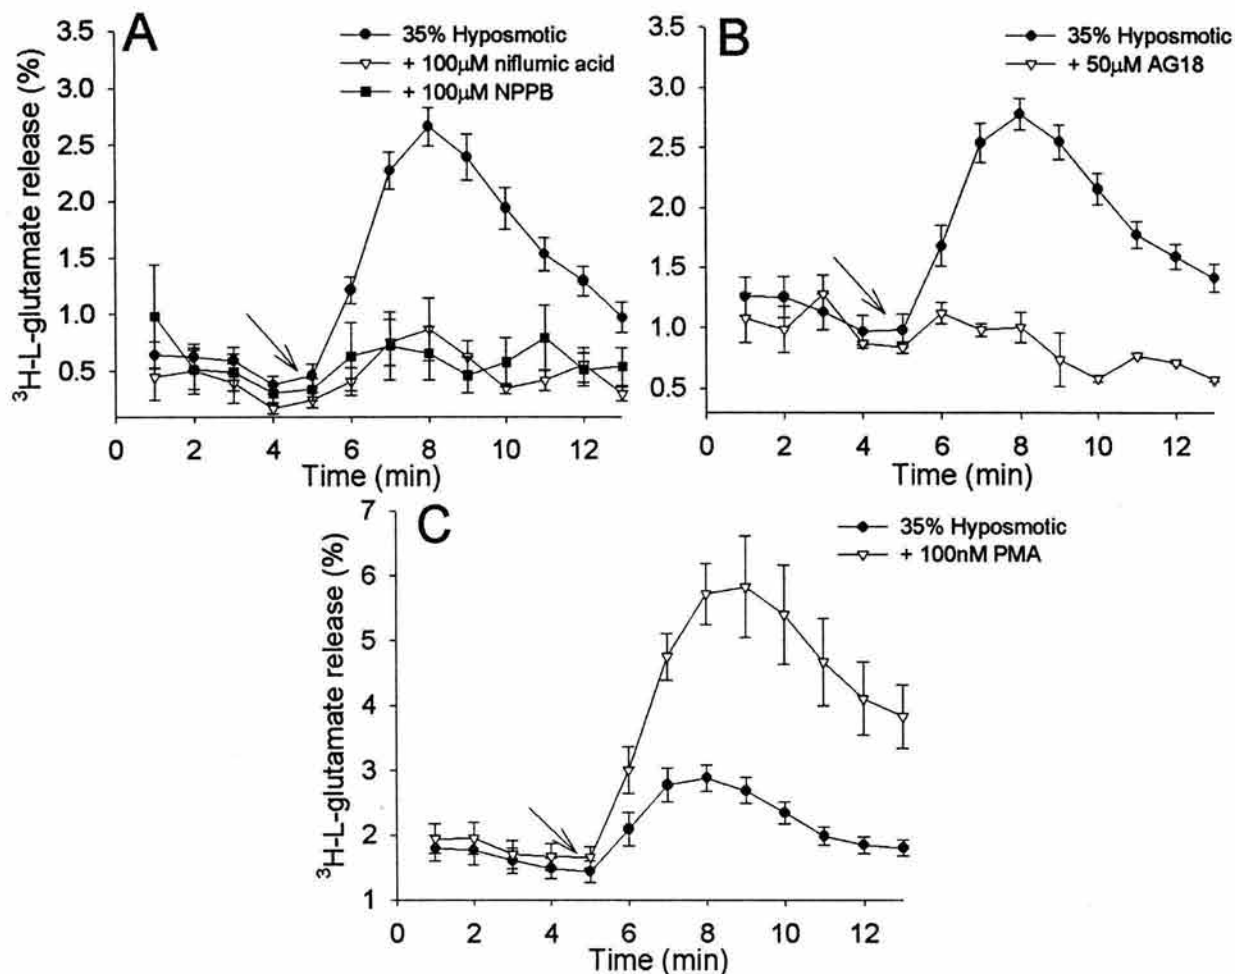 A
35% Hyposmotic
+ 100μM niflumic acid
+ 100μM NPPB
³H-L-glutamate release (%)
3.5
3.0
2.5
2.0
1.5
1.0
0.5
0 2 4 6 8 10 12
Time (min)
B
35% Hyposmotic
+ 50μM AG18
3.5
3.0
2.5
2.0
1.5
1.0
0.5
0 2 4 6 8 10 12
Time (min)
C
35% Hyposmotic
+ 100nM PMA
³H-L-glutamate release (%)
7
6
5
4
3
2
1
0 2 4 6 8 10 12
Time (min)